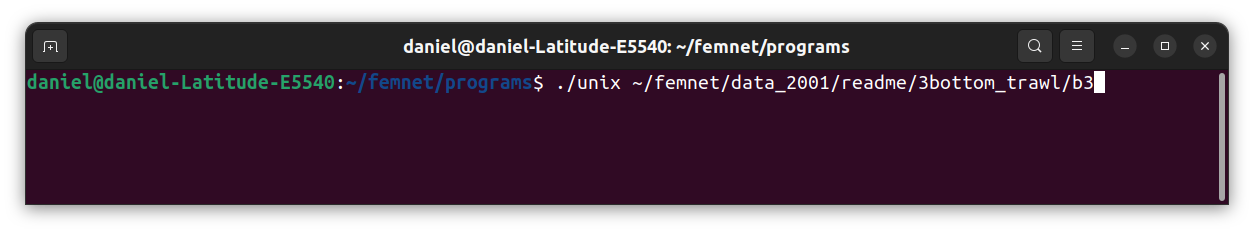 daniel@daniel-Latitude-E5540: ~/femnet/programs
daniel@daniel-Latitude-E5540:~/femnet/programs$ ./unix ~/femnet/data_2001/readme/3bottom_trawl/b3